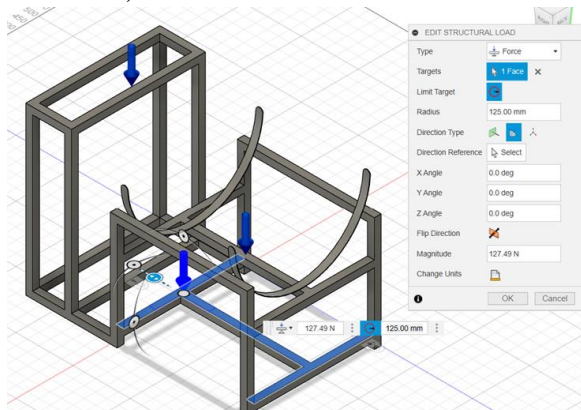 EDIT STRUCTURAL LOAD
Type
Force
Targets
1 Face
Limit Target
Radius
125.00 mm
Direction Type
Direction Reference
Select
X Angle
0.0 deg
Y Angle
0.0 deg
Z Angle
0.0 deg
Flip Direction
Magnitude
127.49 N
Change Units
OK
Cancel
127.49 N
125.00 mm